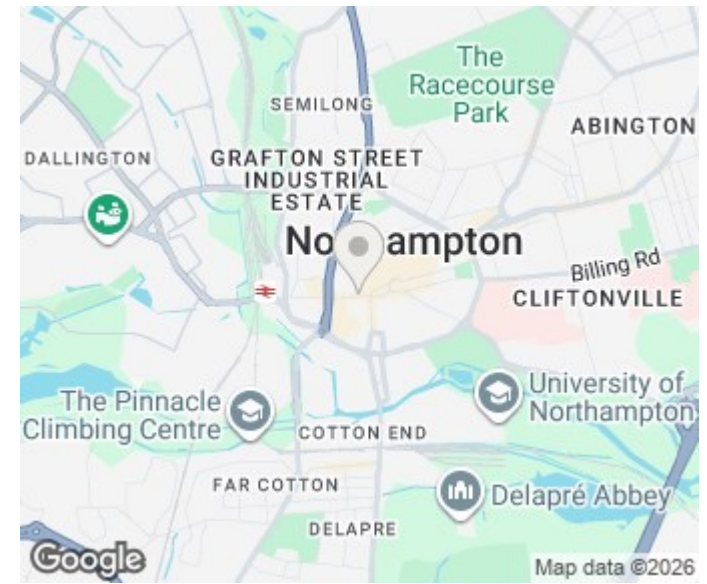 The
Racecourse
Park
SEMILONG
ABINGTON
DALLINGTON
GRAFTON STREET
INDUSTRIAL
ESTATE
No ampton
Billing Rd
CLIFTONVILLE
The Pinnacle
Climbing Centre
University of
Northampton
COTTON END
FAR COTTON
Delapré Abbey
DELAPRE
Google
Map data ©2026